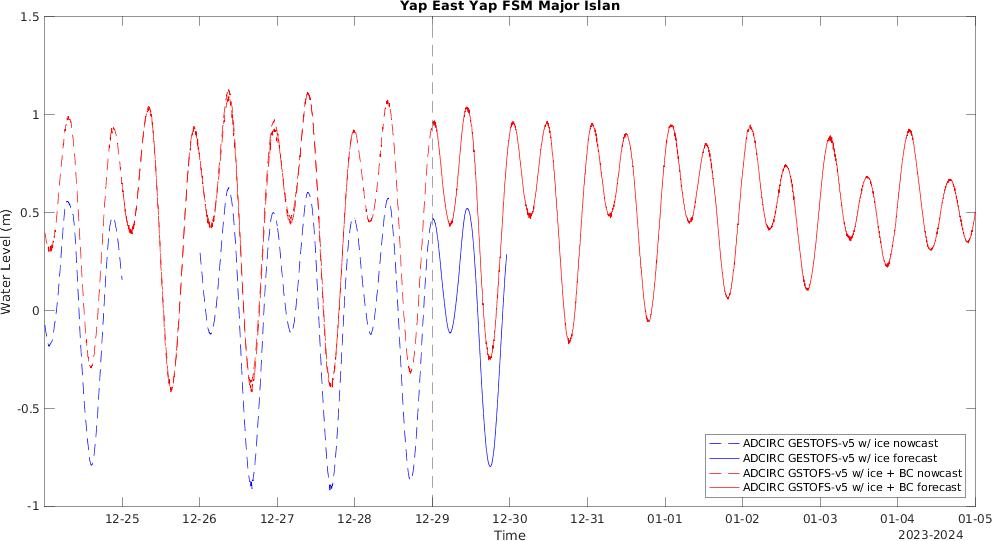 Yap East Yap FSM Major Islan
1.5
1
0.5
0
-0.5
-1
Water Level (m)
12-25 12-26 12-27 12-28 12-29 12-30 12-31 01-01 01-02 01-03 01-04 01-05
Time
2023-2024
ADCIRC GESTOFS-v5 w/ ice nowcast
ADCIRC GESTOFS-v5 w/ ice forecast
ADCIRC GSTOFS-v5 w/ ice + BC nowcast
ADCIRC GSTOFS-v5 w/ ice + BC forecast